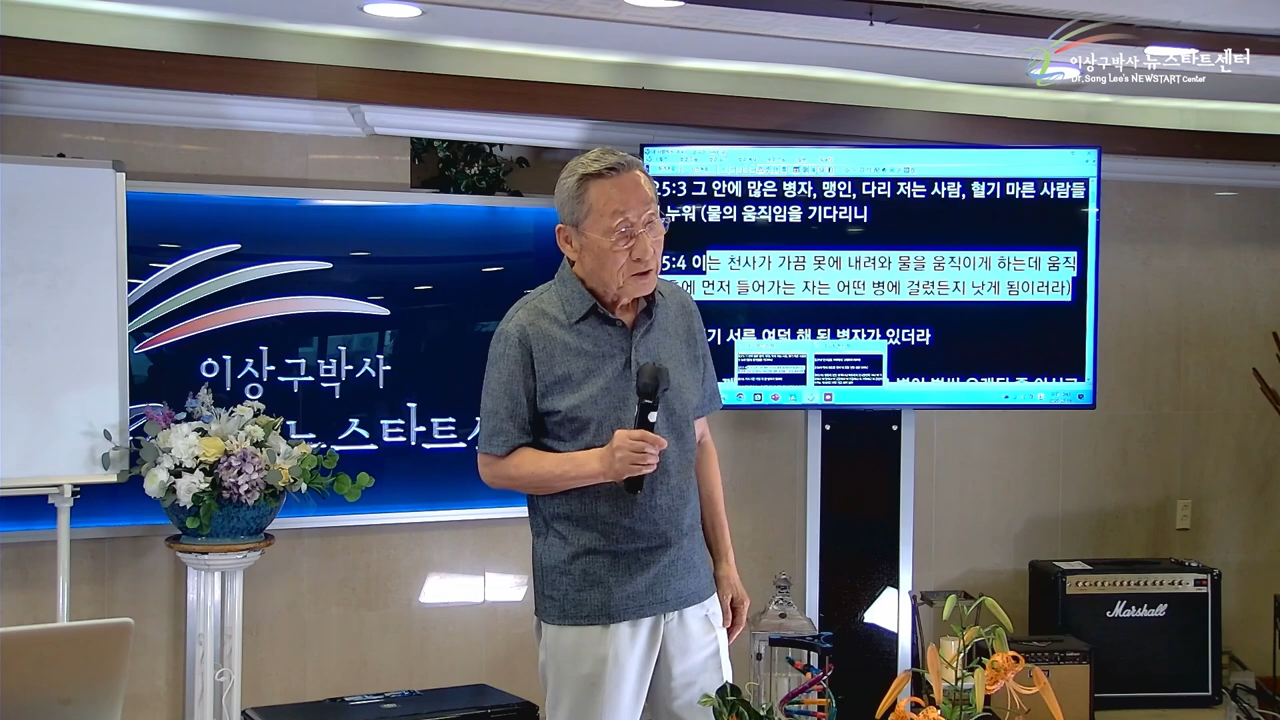 이상구박사 뉴스타트센터
Dr.Sang Lee's NEWSTART Center
5:3 그 안에 많은 병자, 맹인, 다리 저는 사람, 혈기 마른 사람들
누워 (물의 움직임을 기다리니
5:4 이는 천사가 가끔 못에 내려와 물을 움직이게 하는데 움직
에 먼저 들어가는 자는 어떤 병에 걸렸든지 낫게 됨이러라)
기 서른 여덟 해 된 병자가 있더라
이상구박사
뉴스타트
Marshall